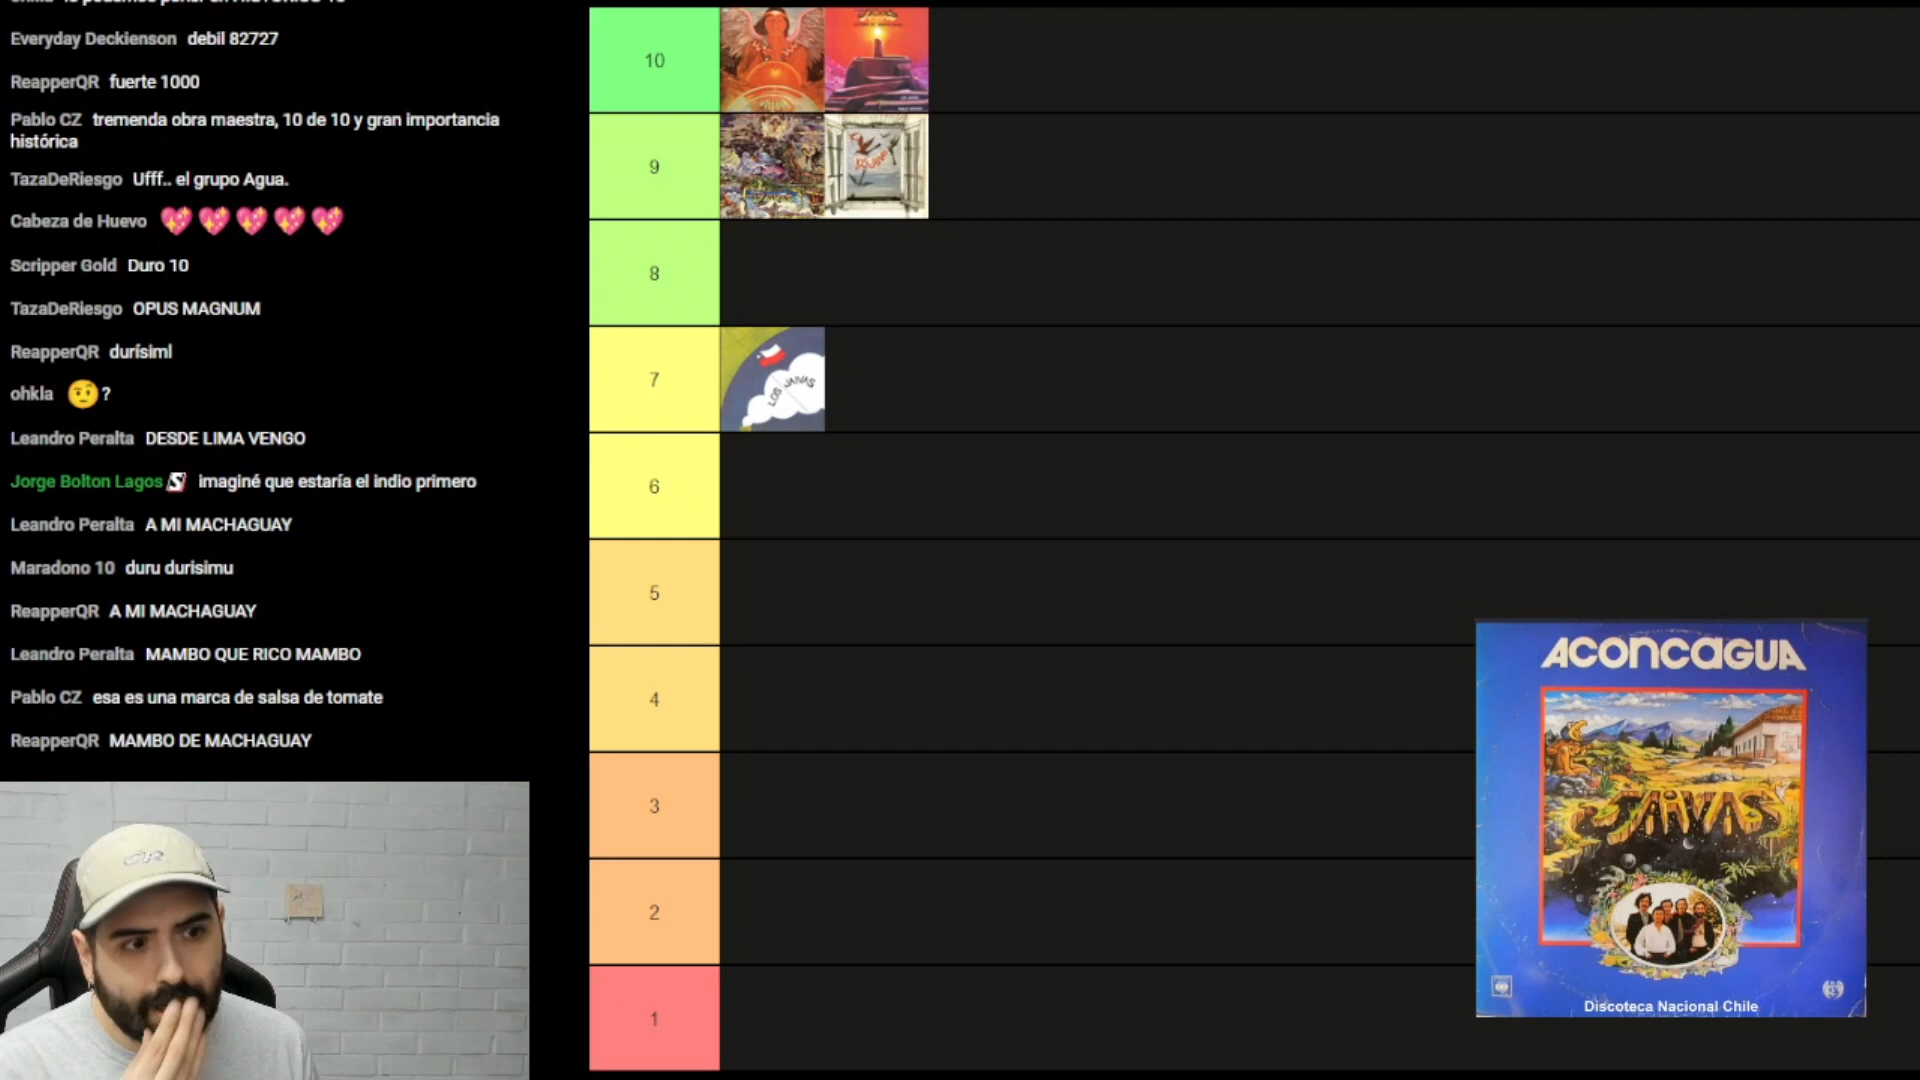 Everyday Deckienson debil 82727
ReapperQR fuerte 1000
Pablo CZ tremenda obra maestra, 10 de 10 y gran importancia
histórica
TazaDeRiesgo Ufff.. el grupo Agua.
Cabeza de Huevo 💖💖💖💖💖
Scripper Gold Duro 10
TazaDeRiesgo OPUS MAGNUM
ReapperQR durísiml
ohkla 🤨?
Leandro Peralta DESDE LIMA VENGO
Jorge Bolton Lagos imaginé que estaría el indio primero
Leandro Peralta A MI MACHAGUAY
Maradono 10 duru durisimu
ReapperQR A MI MACHAGUAY
Leandro Peralta MAMBO QUE RICO MAMBO
Pablo CZ esa es una marca de salsa de tomate
ReapperQR MAMBO DE MACHAGUAY
10
9
8
7
LOS JAIVAS
6
5
4
3
2
1
ACONCAGUA
JAIVAS
Discoteca Nacional Chile